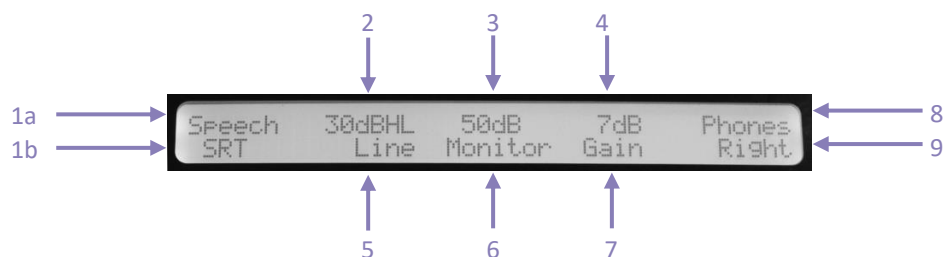 2 3 4
1a Speech 30dBHL 50dB 7dB Phones 8
1b SRT Line Monitor Gain Right 9
5 6 7